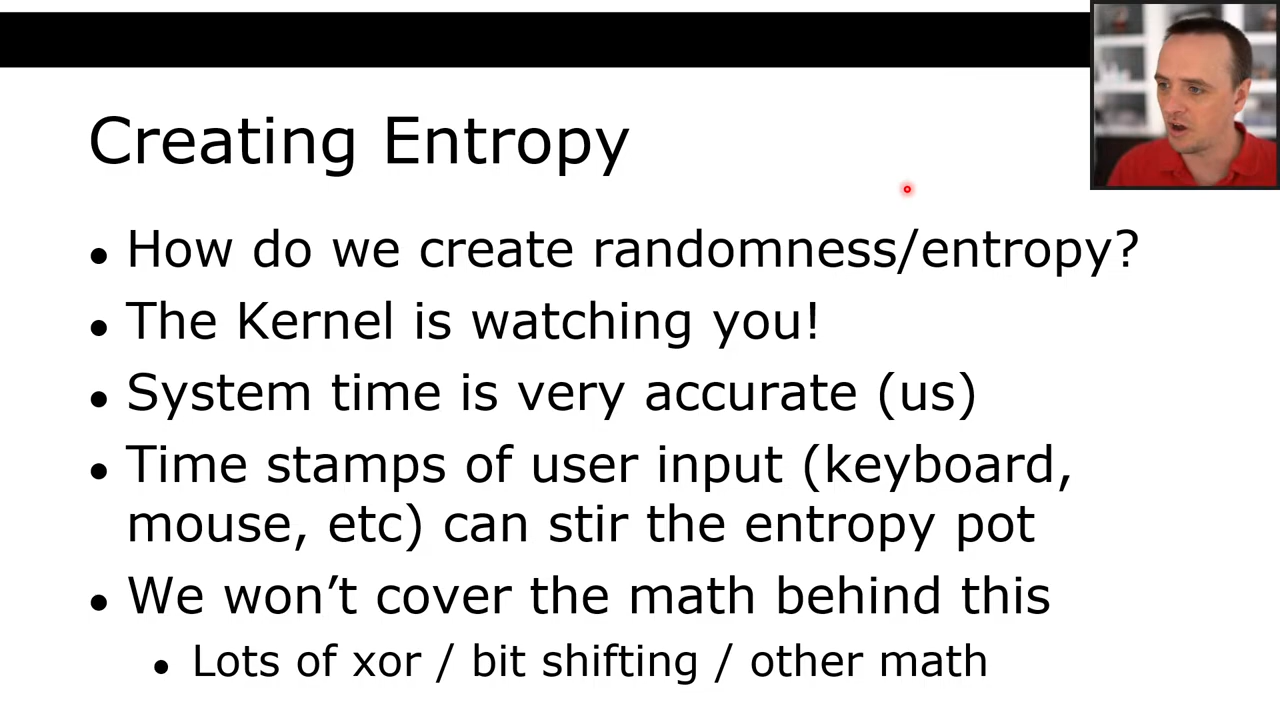 Creating Entropy
● How do we create randomness/entropy?
● The Kernel is watching you!
● System time is very accurate (us)
● Time stamps of user input (keyboard,
mouse, etc) can stir the entropy pot
● We won’t cover the math behind this
● Lots of xor / bit shifting / other math